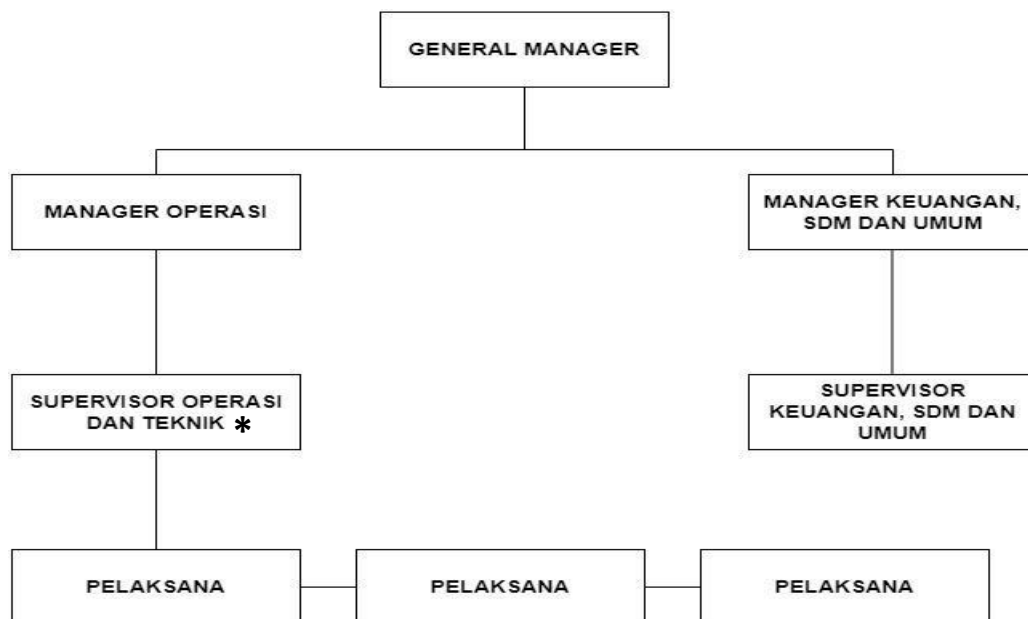 GENERAL MANAGER
MANAGER OPERASI
MANAGER KEUANGAN,
SDM DAN UMUM
SUPERVISOR OPERASI
DAN TEKNIK *
SUPERVISOR
KEUANGAN, SDM DAN
UMUM
PELAKSANA
PELAKSANA
PELAKSANA